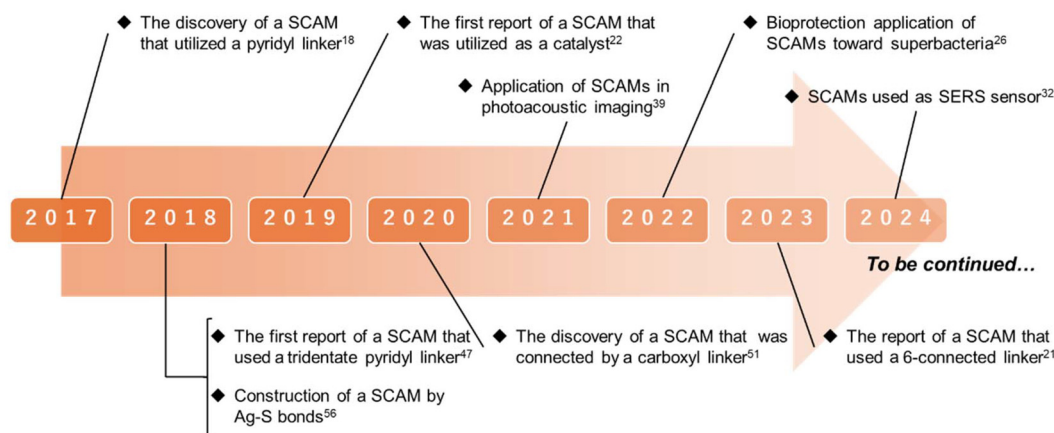 ◆ The discovery of a SCAM
that utilized a pyridyl linker18
◆ The first report of a SCAM that
was utilized as a catalyst22
◆ Application of SCAMs in
photoacoustic imaging39
◆ Bioprotection application of
SCAMs toward superbacteria26
◆ SCAMs used as SERS sensor32
2017
2018
2019
2020
2021
2022
2023
2024
To be continued…
◆ The first report of a SCAM that
used a tridentate pyridyl linker47
◆ Construction of a SCAM by
Ag-S bonds56
◆ The discovery of a SCAM that was
connected by a carboxyl linker51
◆ The report of a SCAM that
used a 6-connected linker21